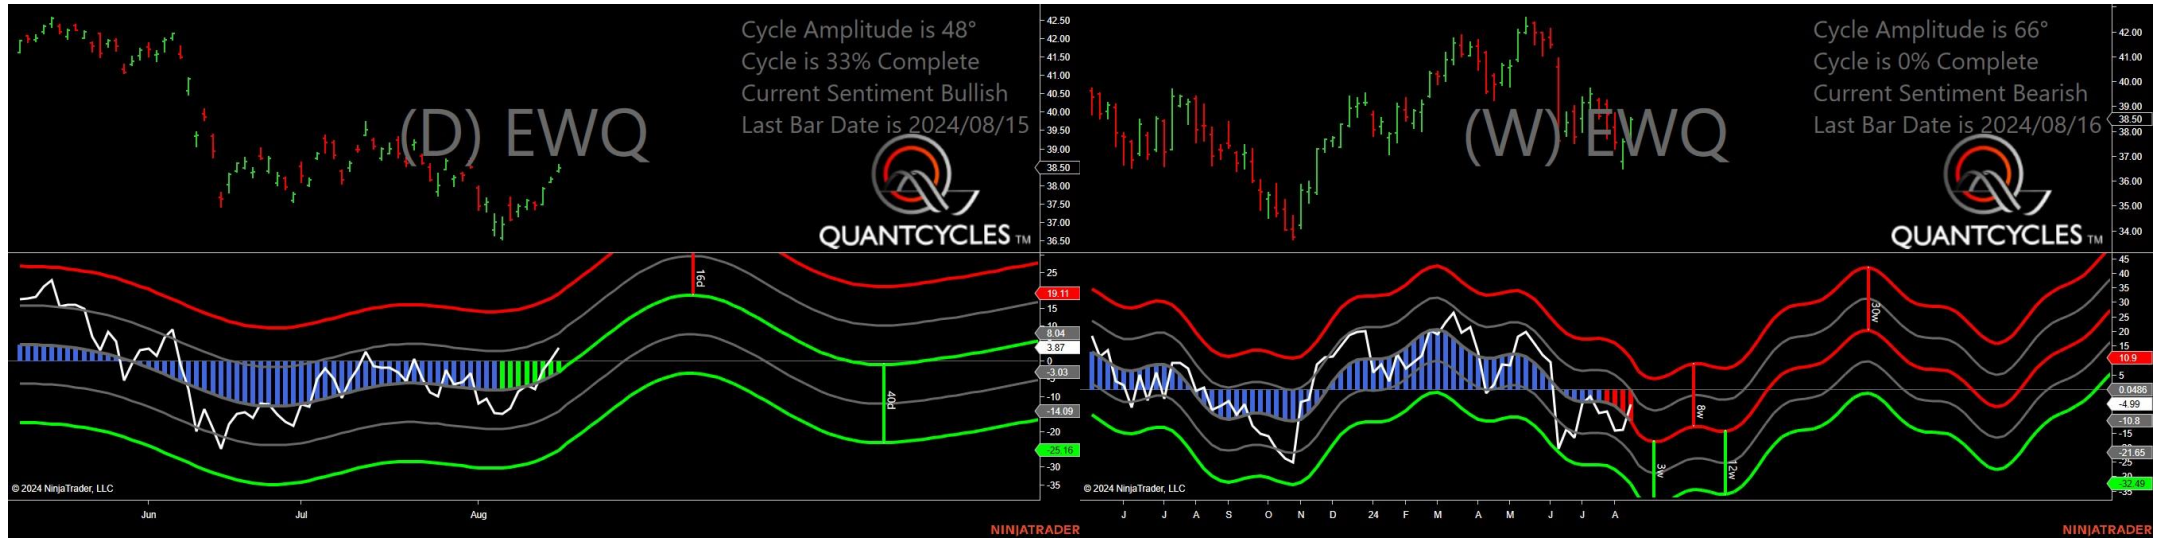 Cycle Amplitude is 48°
Cycle is 33% Complete
Current Sentiment Bullish
Last Bar Date is 2024/08/15
(D) EWQ
QUANTCYCLES TM
42.50
42.00
41.50
41.00
40.50
40.00
39.50
39.00
38.50
38.00
37.50
37.00
36.50
16d
40d
25
19.11
15
10
8.04
3.87
0
-3.03
-5
-10
-14.09
-20
-25.16
-30
-35
© 2024 NinjaTrader, LLC
Jun
Jul
Aug
NINJATRADER
Cycle Amplitude is 66°
Cycle is 0% Complete
Current Sentiment Bearish
Last Bar Date is 2024/08/16
(W) EWQ
QUANTCYCLES TM
42.00
41.00
40.00
39.00
38.50
38.00
37.00
36.00
35.00
34.00
3w
8w
12w
30w
45
40
35
30
25
20
15
10.9
5
0.0486
-4.99
-10.8
-15
-21.65
-25
-32.49
-35
© 2024 NinjaTrader, LLC
J
J
A
S
O
N
D
24
F
M
A
M
J
J
A
NINJATRADER